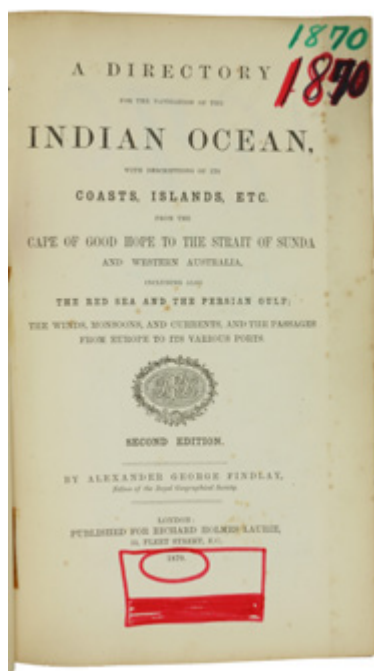 1870
1870
A DIRECTORY
FOR THE NAVIGATION OF THE
INDIAN OCEAN,
WITH DESCRIPTIONS OF ITS
COASTS, ISLANDS, ETC.
FROM THE
CAPE OF GOOD HOPE TO THE STRAIT OF SUNDA
AND WESTERN AUSTRALIA,
INCLUDING ALSO
THE RED SEA AND THE PERSIAN GULF;
THE WINDS, MONSOONS, AND CURRENTS, AND THE PASSAGES
FROM EUROPE TO ITS VARIOUS PORTS.
SECOND EDITION.
BY ALEXANDER GEORGE FINDLAY,
Fellow of the Royal Geographical Society.
LONDON:
PUBLISHED FOR RICHARD HOLMES LAURIE,
53, FLEET STREET, E.C.
1870.